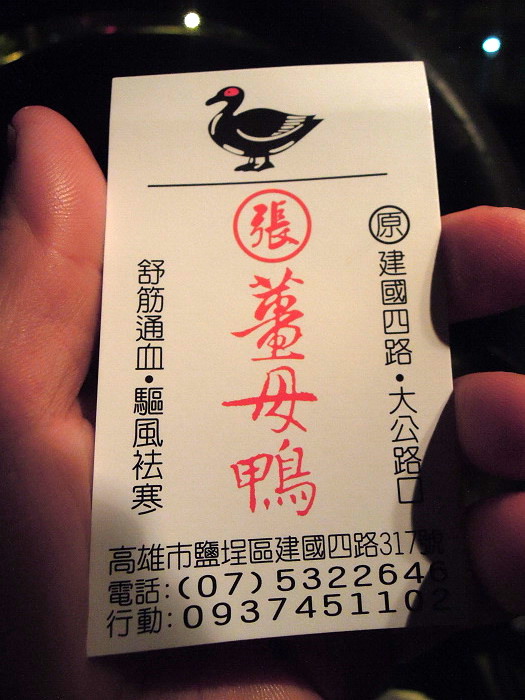 張
薑母鴨
原 建國四路•大公路口
舒筋通血•驅風袪寒
高雄市鹽埕區建國四路317號
電話:(07)5322646
行動:0937451102